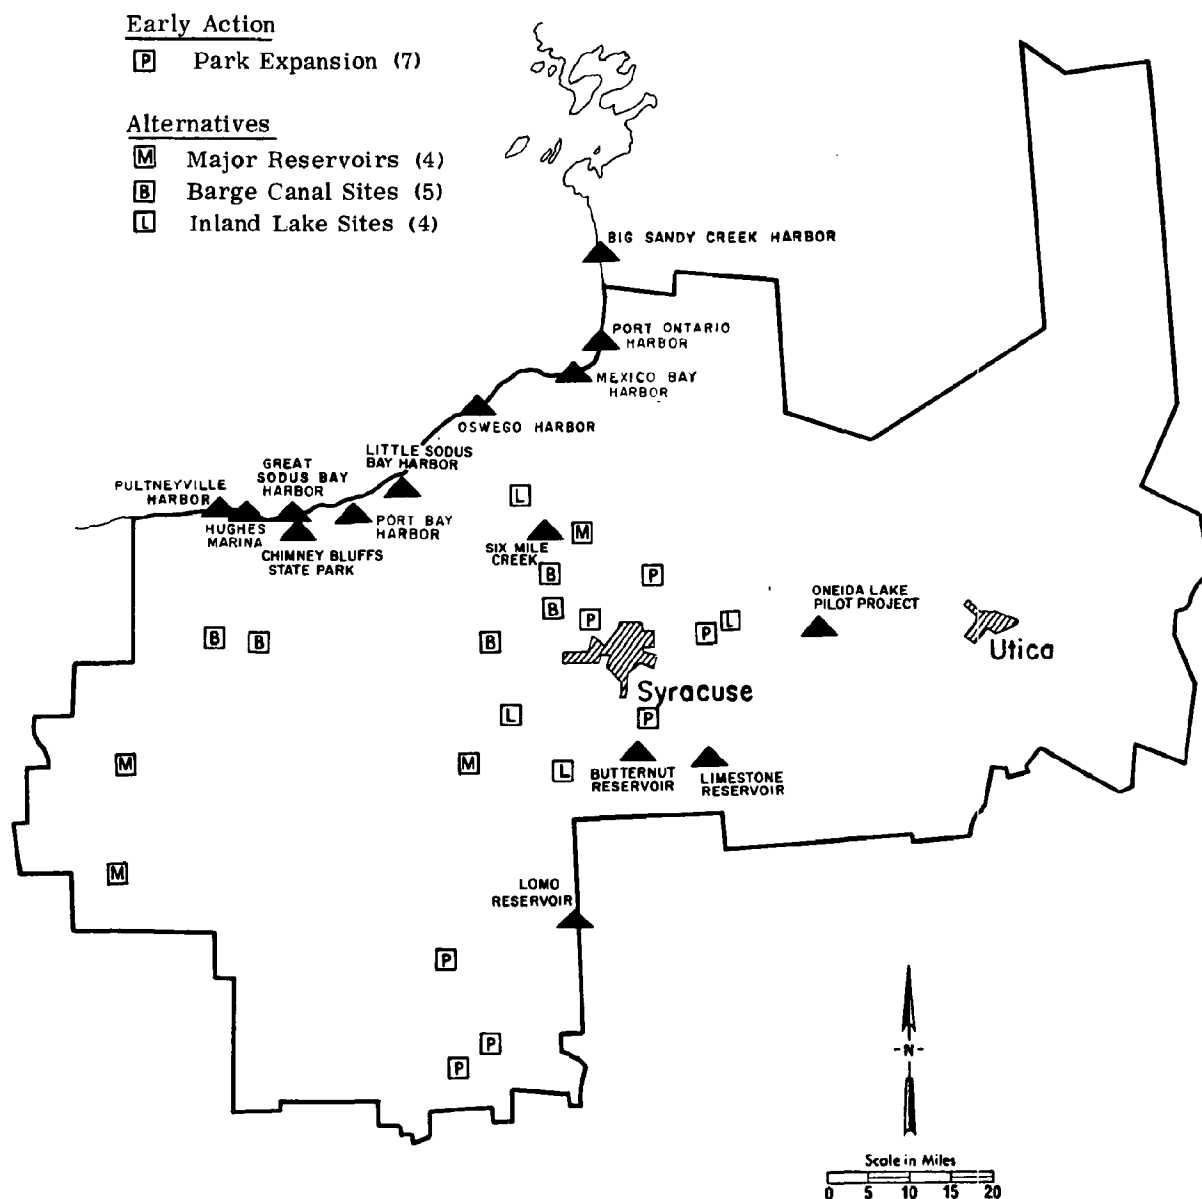 Early Action
P Park Expansion (7)
Alternatives
M Major Reservoirs (4)
B Barge Canal Sites (5)
L Inland Lake Sites (4)
BIG SANDY CREEK HARBOR
PORT ONTARIO
HARBOR
MEXICO BAY
HARBOR
OSWEGO HARBOR
LITTLE SODUS
BAY HARBOR
GREAT
SODUS BAY
HARBOR
PULTNEYVILLE
HARBOR
HUGHES
MARINA
PORT BAY
HARBOR
CHIMNEY BLUFFS
STATE PARK
L
M
SIX MILE
CREEK
B
P
B
P
ONEIDA LAKE
PILOT PROJECT
L
P
B
B
B
Utica
Syracuse
L
P
M
M
L
BUTTERNUT
RESERVOIR
LIMESTONE
RESERVOIR
M
LOMO
RESERVOIR
P
P
P
-N-
Scale in Miles
0 5 10 15 20